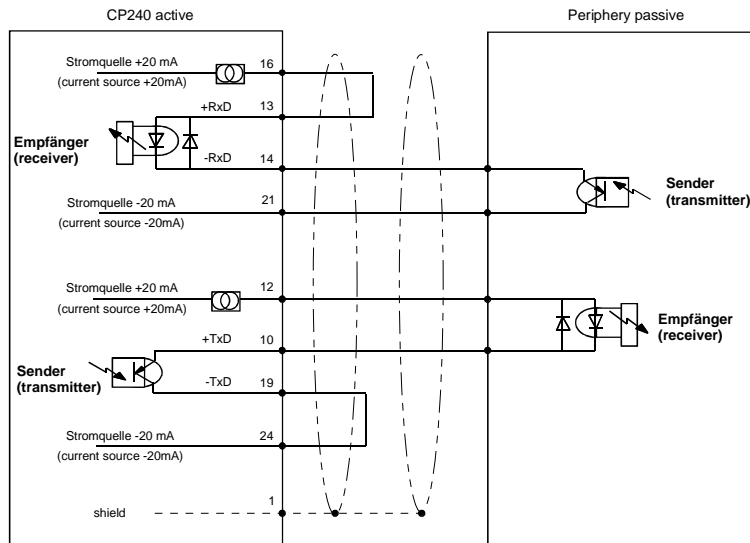 CP240 active
Periphery passive
Stromquelle +20 mA
(current source +20mA)
16
+RxD
13
Empfänger
(receiver)
-RxD
14
Sender
(transmitter)
Stromquelle -20 mA
(current source -20mA)
21
Stromquelle +20 mA
(current source +20mA)
12
Empfänger
(receiver)
+TxD
10
Sender
(transmitter)
-TxD
19
Stromquelle -20 mA
(current source -20mA)
24
shield
1